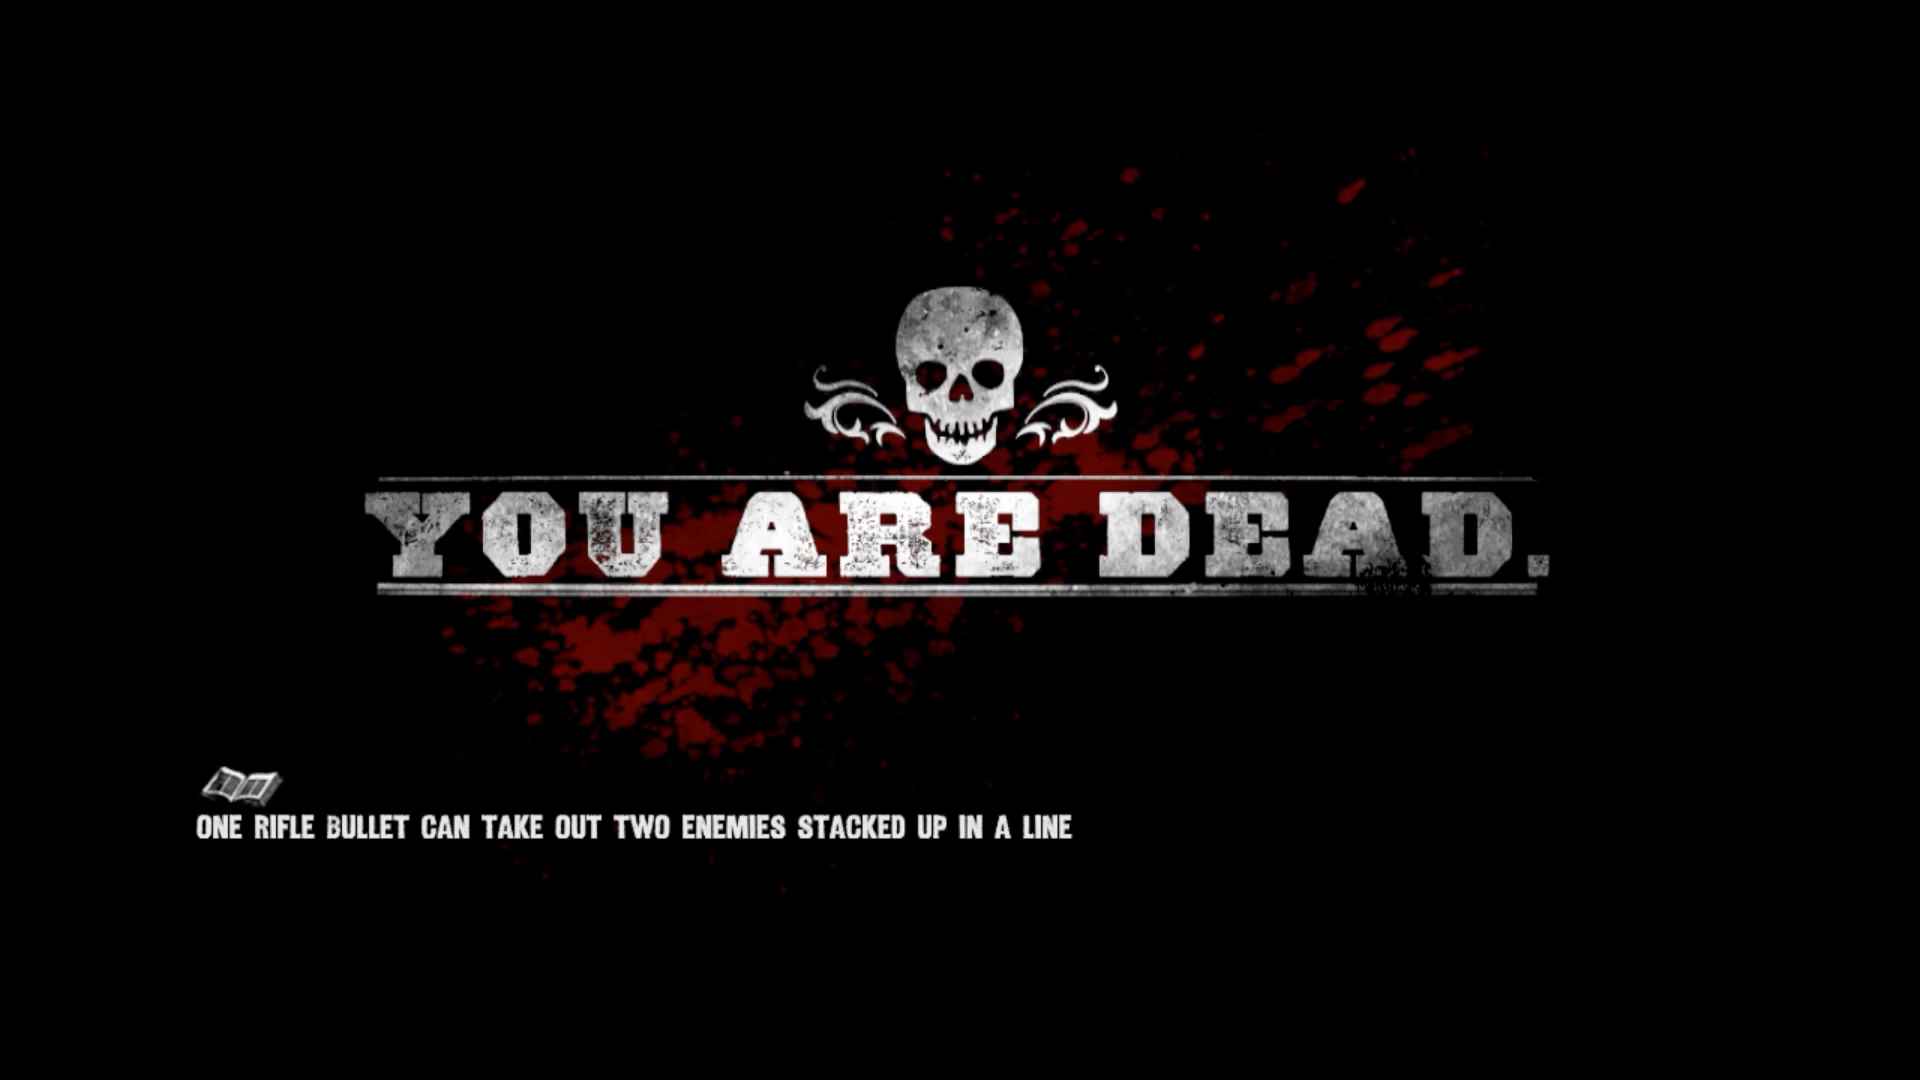 YOU ARE DEAD.
ONE RIFLE BULLET CAN TAKE OUT TWO ENEMIES STACKED UP IN A LINE